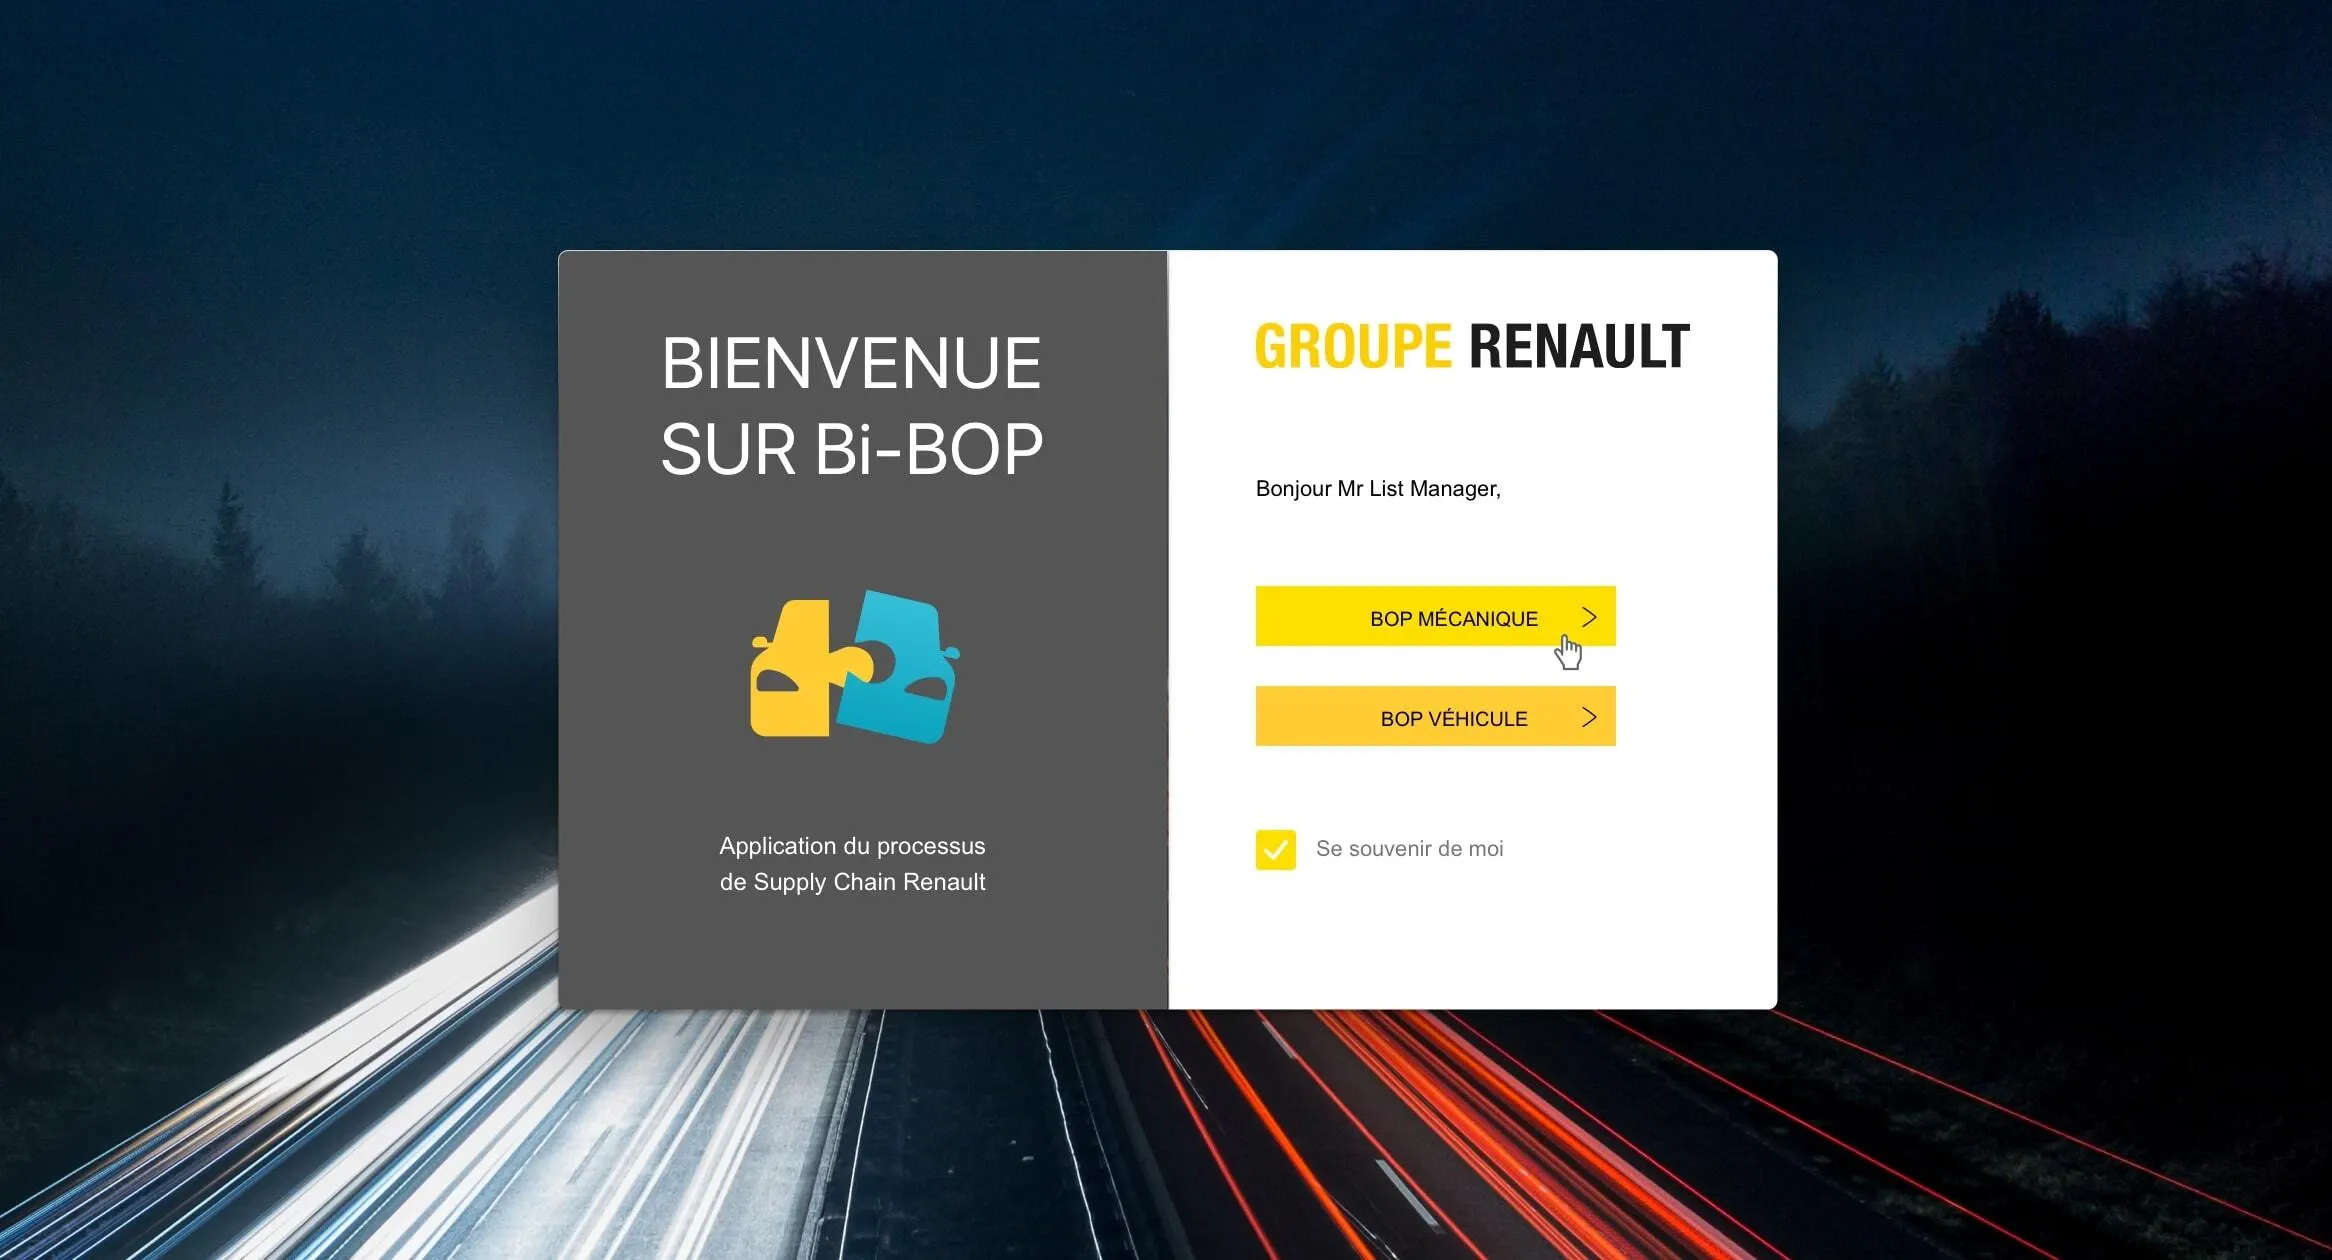 BIENVENUE
SUR Bi-BOP
Application du processus
de Supply Chain Renault
GROUPE RENAULT
Bonjour Mr List Manager,
BOP MÉCANIQUE
BOP VÉHICULE
Se souvenir de moi